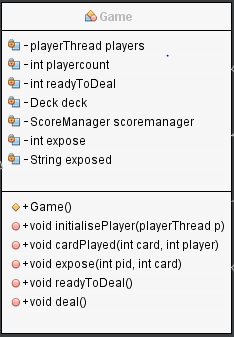 Game
- playerThread players
- int playercount
- int readyToDeal
- Deck deck
- ScoreManager scoremanager
- int expose
- String exposed
+ Game()
+ void initialisePlayer(playerThread p)
+ void cardPlayed(int card, int player)
+ void expose(int pid, int card)
+ void readyToDeal()
+ void deal()